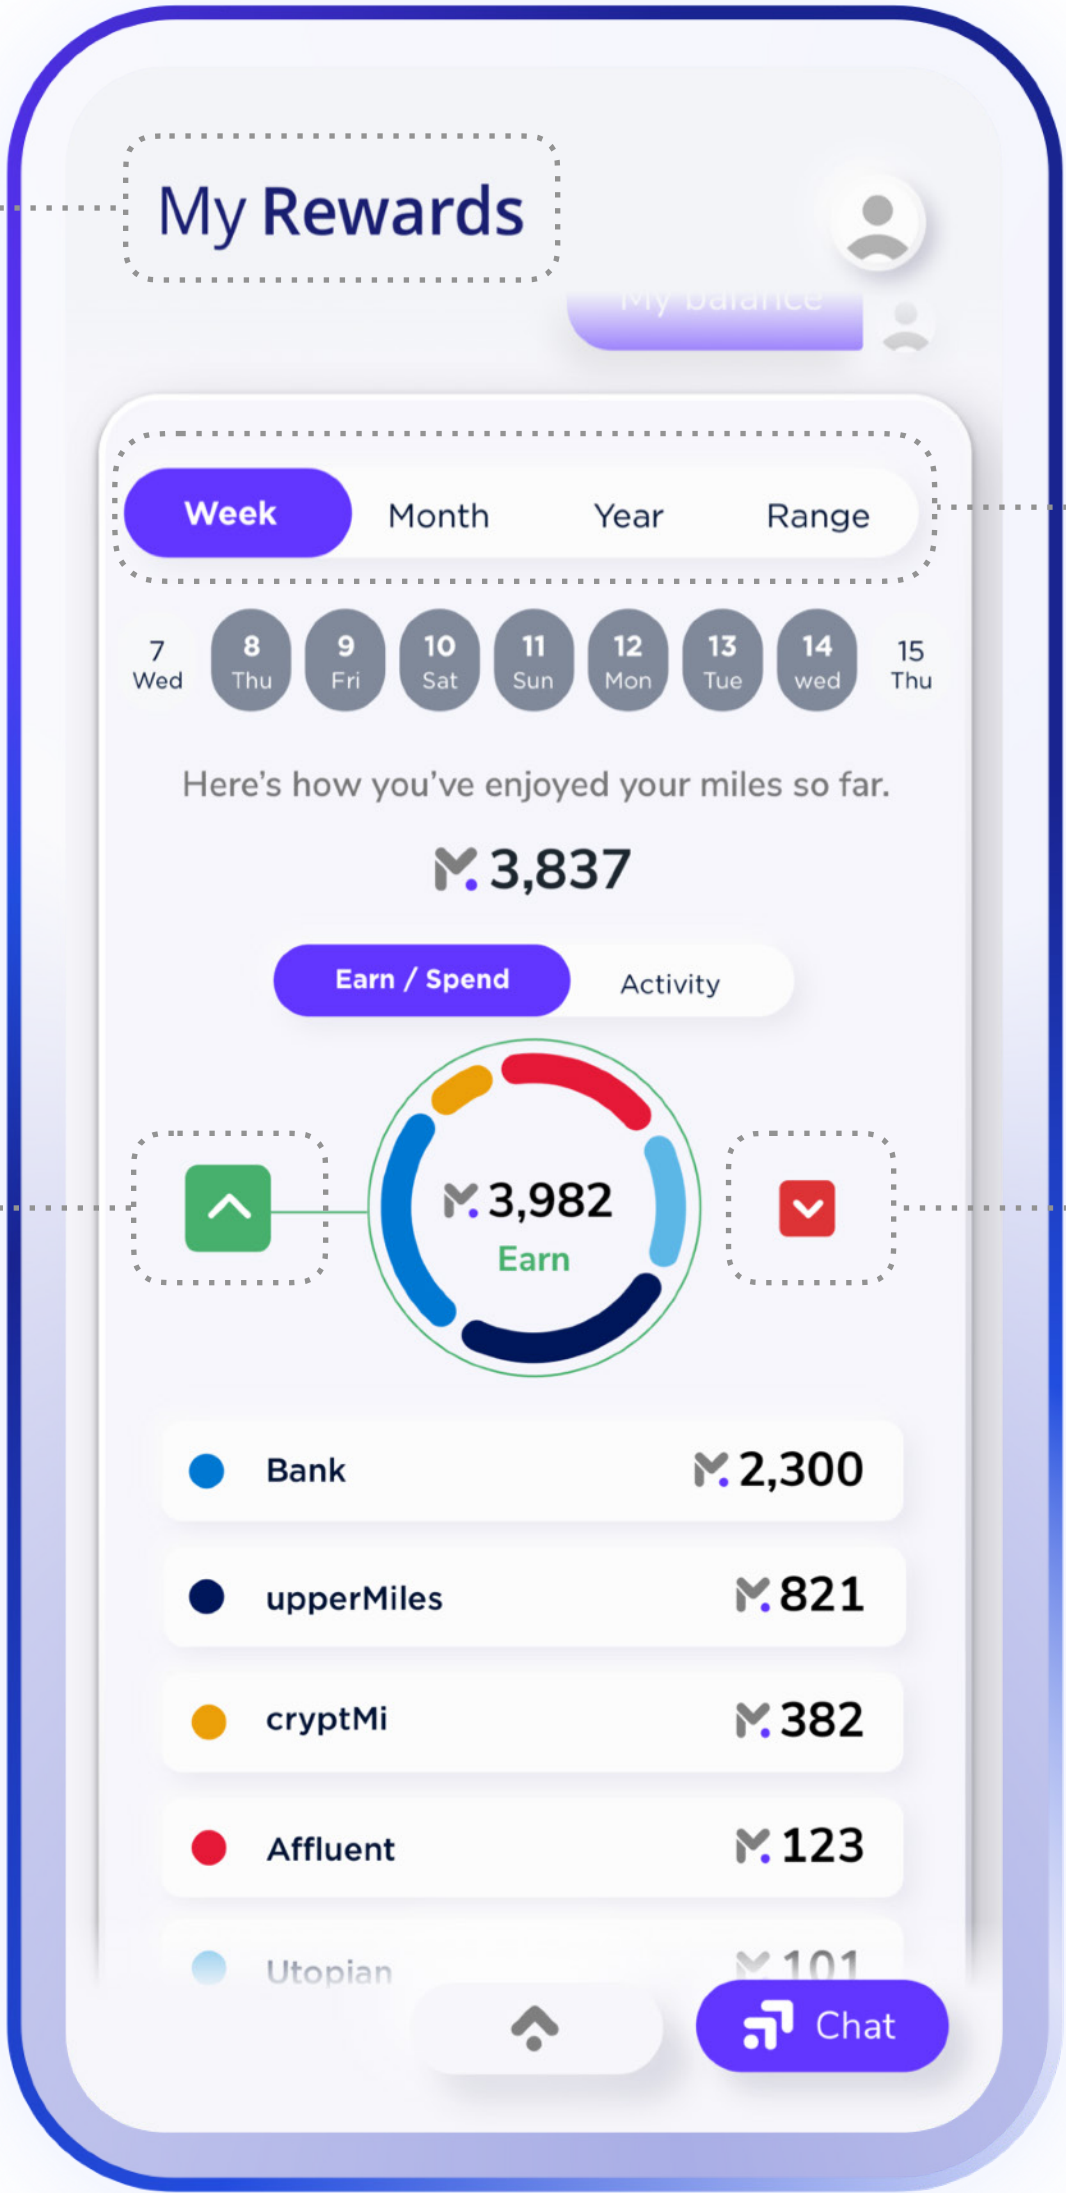 My Rewards
My balance
Week Month Year Range
7 8 9 10 11 12 13 14 15
Wed Thu Fri Sat Sun Mon Tue wed Thu
Here's how you've enjoyed your miles so far.
3,837
Earn / Spend Activity
3,982
Earn
Bank 2,300
upperMiles 821
cryptMi 382
Affluent 123
Utopian 101
Chat